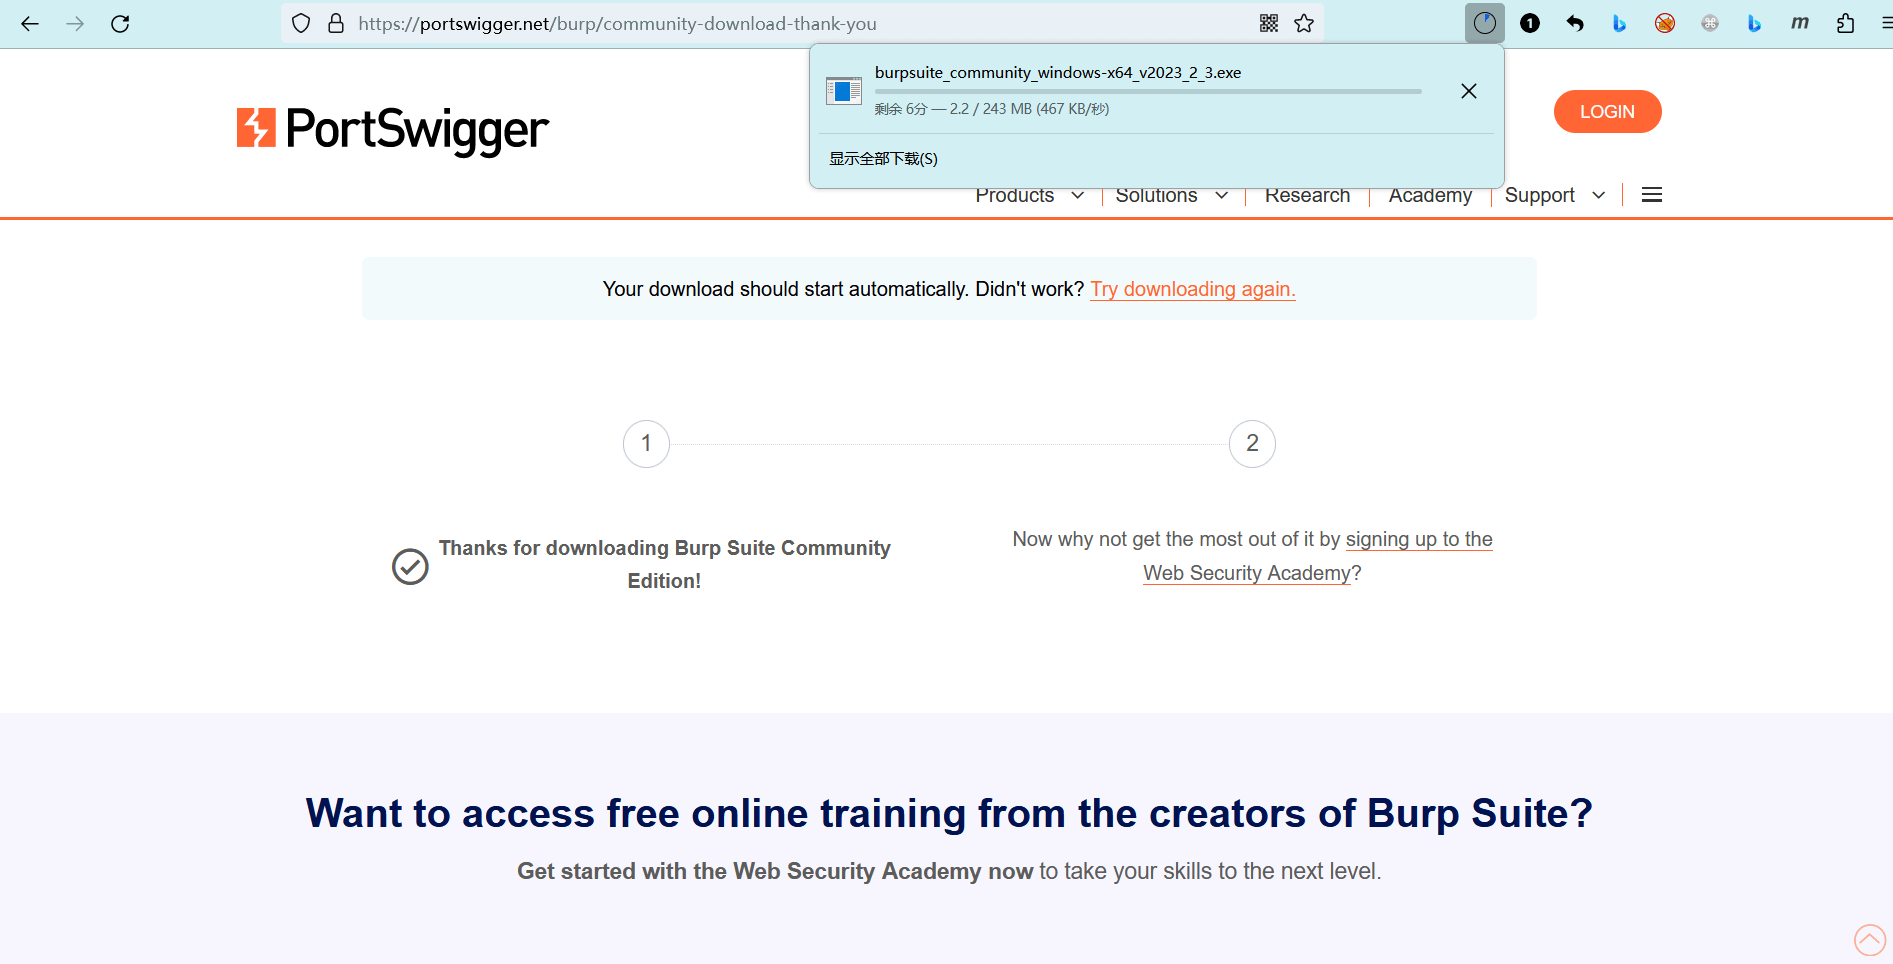 https://portswigger.net/burp/community-download-thank-you
1
m
burpsuite_community_windows-x64_v2023_2_3.exe
剩余 6分 — 2.2 / 243 MB (467 KB/秒)
显示全部下载(S)
PortSwigger
LOGIN
Products
Solutions
Research
Academy
Support
Your download should start automatically. Didn't work? Try downloading again.
1
2
Thanks for downloading Burp Suite Community
Edition!
Now why not get the most out of it by signing up to the
Web Security Academy?
Want to access free online training from the creators of Burp Suite?
Get started with the Web Security Academy now to take your skills to the next level.